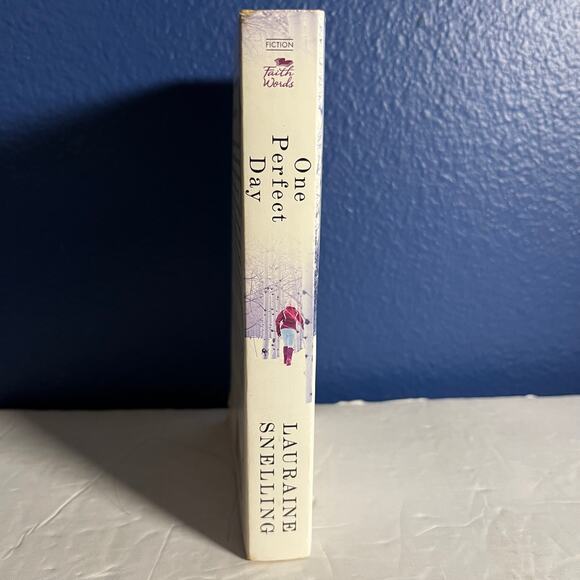 FICTION
Faith
Words
One
Perfect
Day
LAURAINE
SNELLING